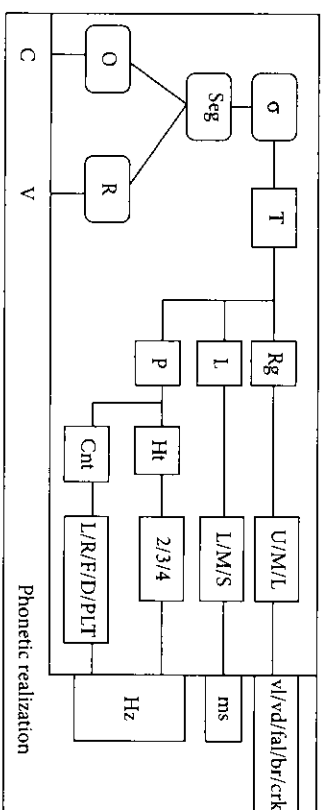 σ T Rg U/M/L vl/vd/fal/br/crk
Seg L L/M/S ms
P Ht 2/3/4 Hz
O R Cnt L/R/F/D/PLT
C V Phonetic realization